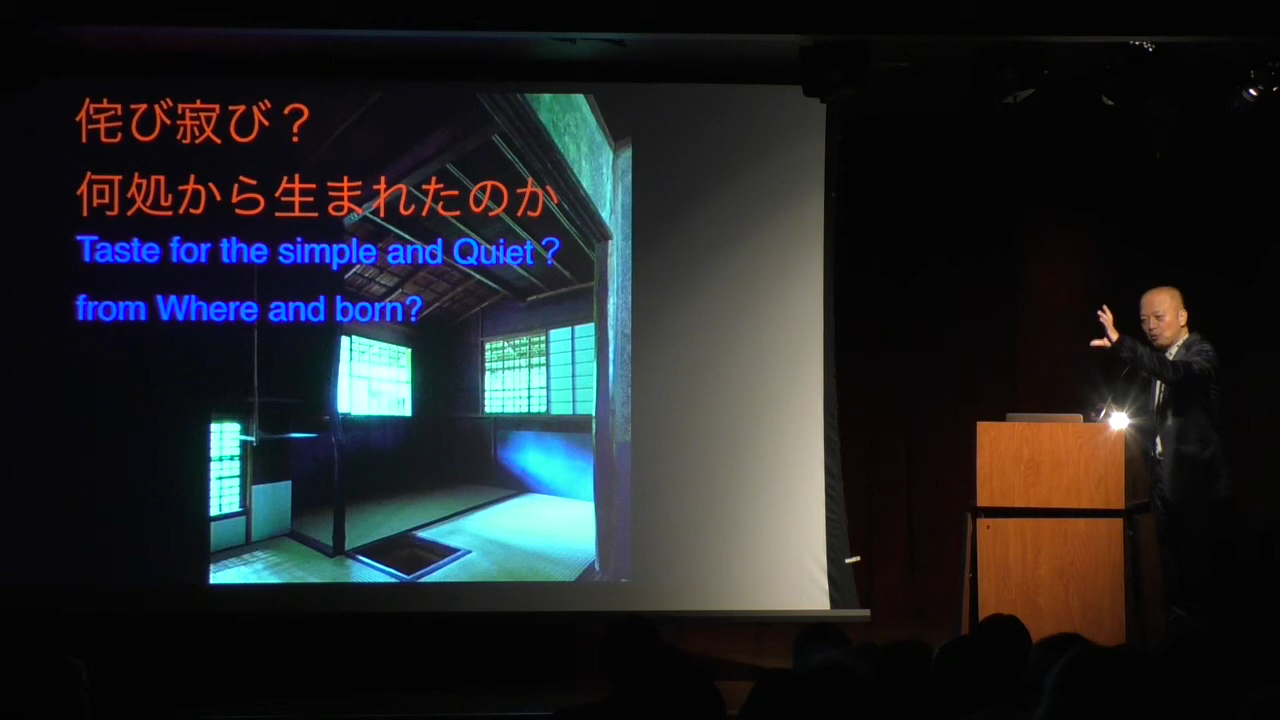 侘び寂び？
何処から生まれたのか
Taste for the simple and Quiet？
from Where and born?